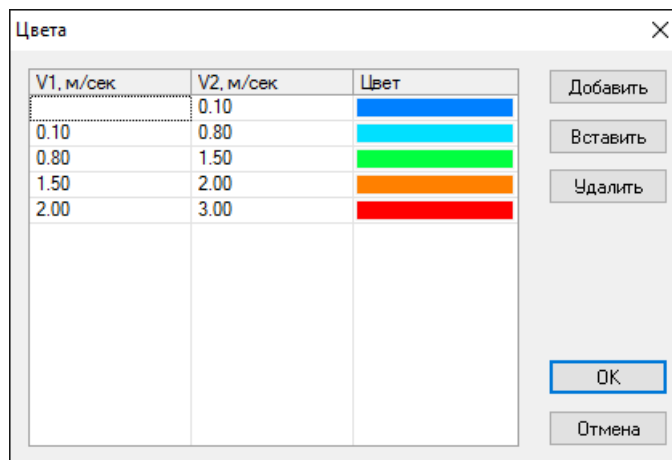 Цвета
V1, м/сек V2, м/сек Цвет
0.10
0.10 0.80
0.80 1.50
1.50 2.00
2.00 3.00
Добавить
Вставить
Удалить
OK
Отмена